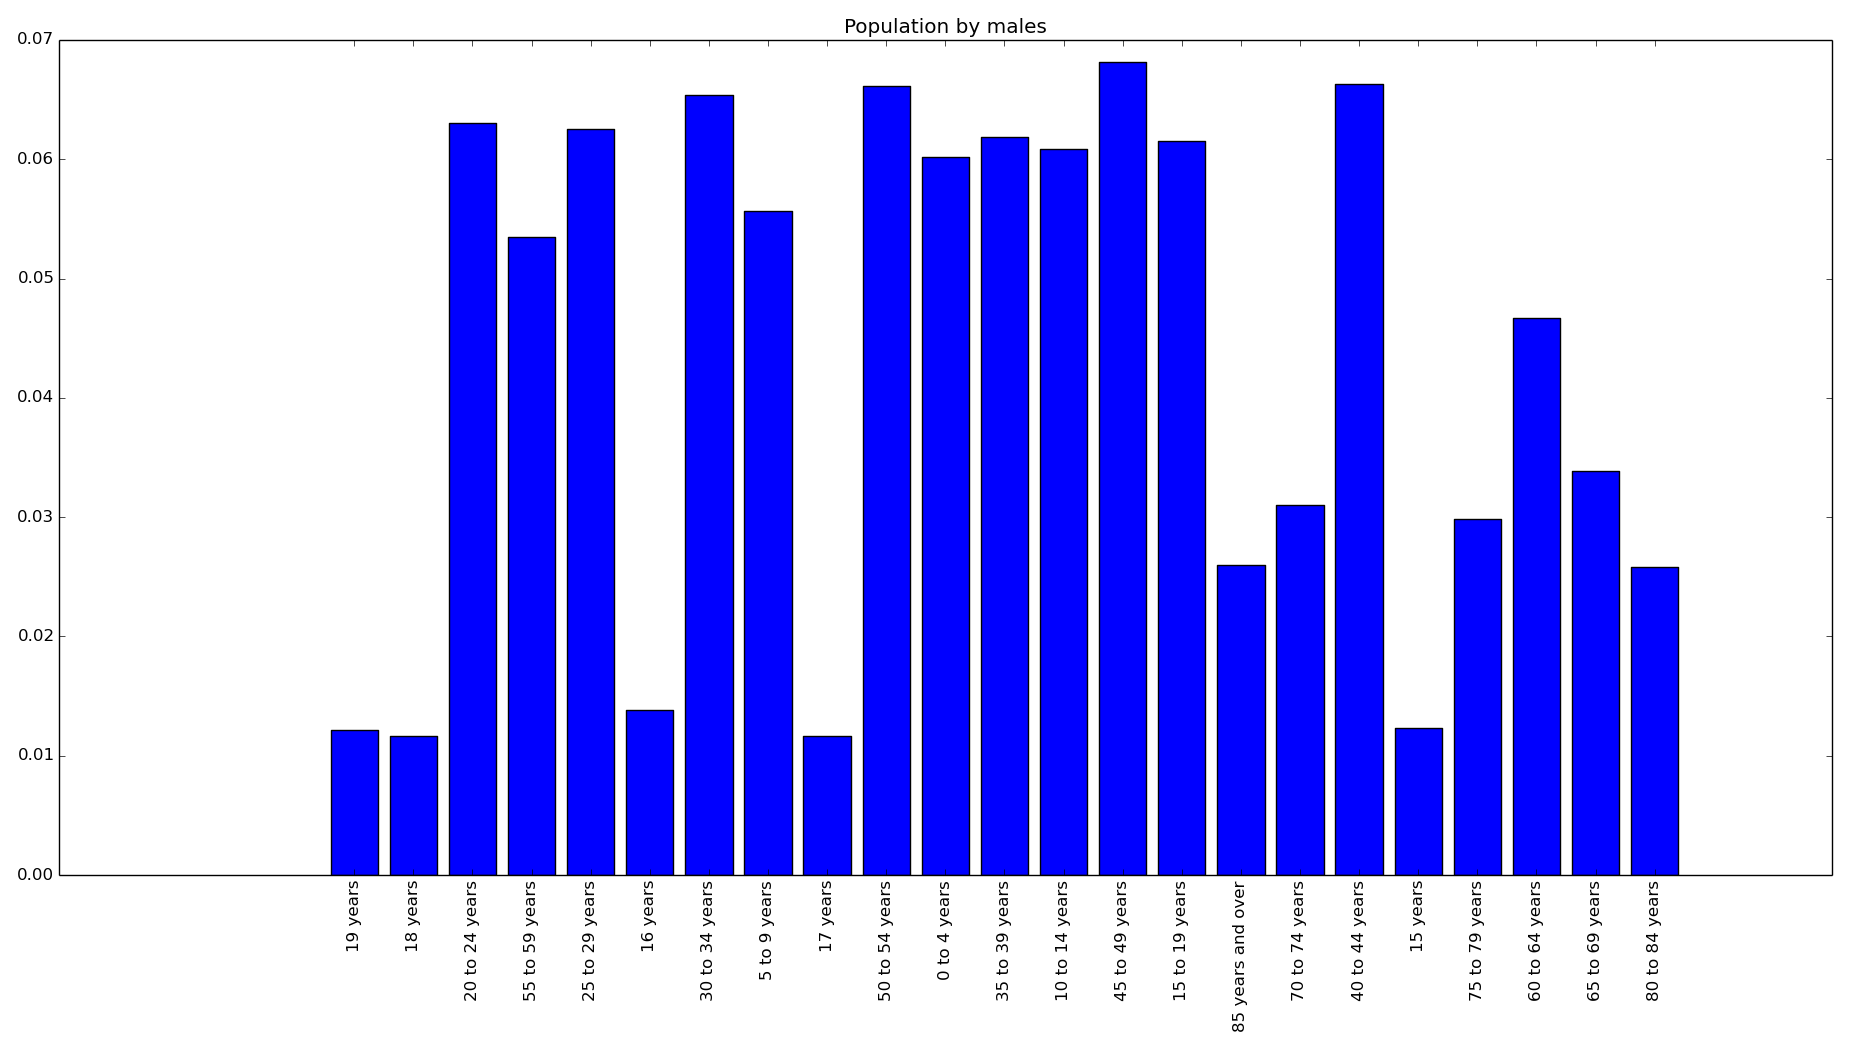 Population by males
0.07
0.06
0.05
0.04
0.03
0.02
0.01
0.00
19 years
18 years
20 to 24 years
55 to 59 years
25 to 29 years
16 years
30 to 34 years
5 to 9 years
17 years
50 to 54 years
0 to 4 years
35 to 39 years
10 to 14 years
45 to 49 years
15 to 19 years
85 years and over
70 to 74 years
40 to 44 years
15 years
75 to 79 years
60 to 64 years
65 to 69 years
80 to 84 years